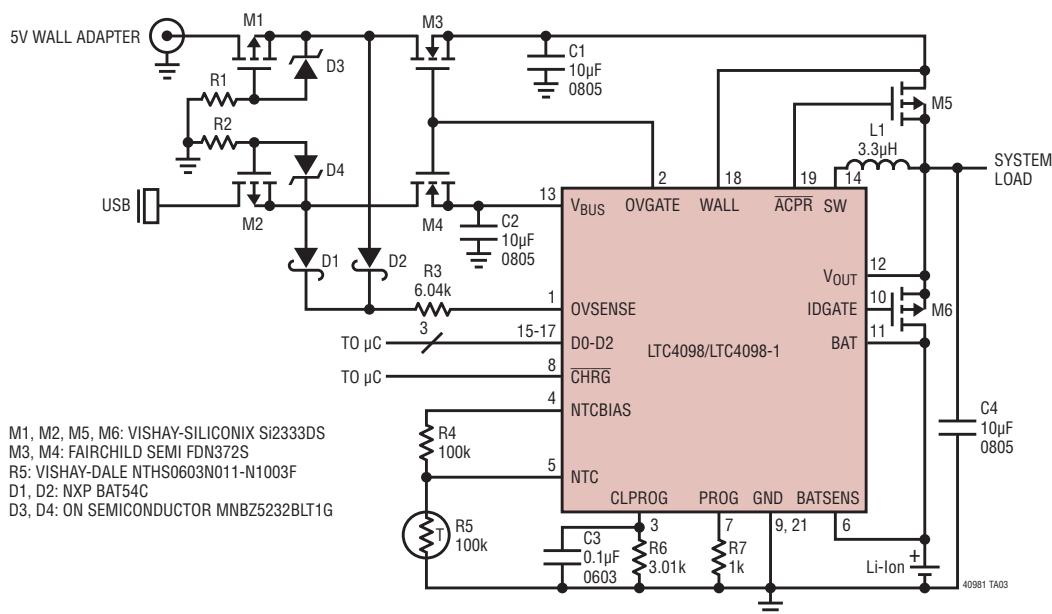 5V WALL ADAPTER
M1
M3
D3
C1
10µF
0805
R1
R2
D4
M5
L1
3.3µH
SYSTEM
LOAD
USB
M2
M4
C2
10µF
0805
13
2
18
19
14
VBUS
OVGATE
WALL
ACPR
SW
D1
D2
R3
6.04k
VOUT
12
1
OVSENSE
IDGATE
10
M6
TO µC
3
15-17
D0-D2
BAT
11
LTC4098/LTC4098-1
TO µC
8
CHRG
4
NTCBIAS
C4
10µF
0805
M1, M2, M5, M6: VISHAY-SILICONIX Si2333DS
M3, M4: FAIRCHILD SEMI FDN372S
R5: VISHAY-DALE NTHS0603N011-N1003F
D1, D2: NXP BAT54C
D3, D4: ON SEMICONDUCTOR MNBZ5232BLT1G
R4
100k
5
NTC
CLPROG
PROG
GND
BATSENS
3
7
9, 21
6
T
R5
100k
C3
0.1µF
0603
R6
3.01k
R7
1k
Li-Ion
+
40981 TA03